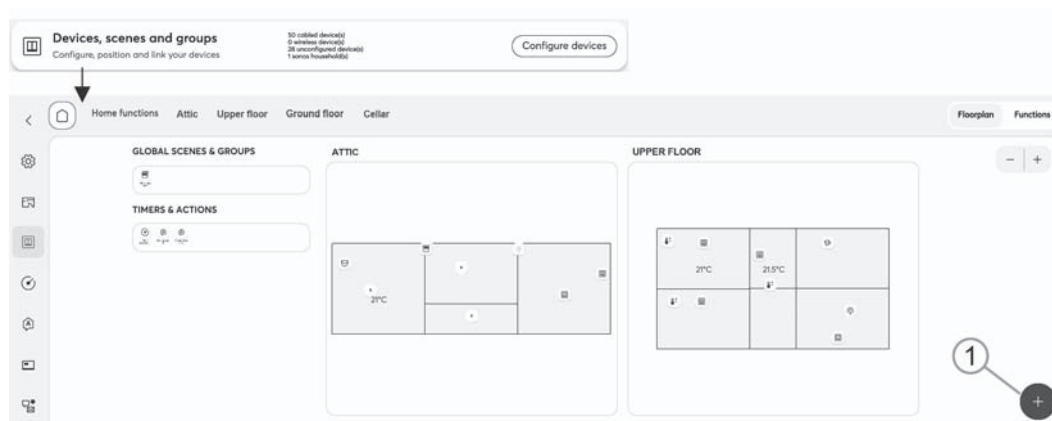 Devices, scenes and groups
Configure, position and link your devices
50 cabled device(s)
0 wireless device(s)
28 unconfigured device(s)
1 sonos household(s)
Configure devices
Home functions Attic Upper floor Ground floor Cellar
Floorplan Functions
GLOBAL SCENES & GROUPS
ATTIC
UPPER FLOOR
− +
TIMERS & ACTIONS
21°C
21.5°C
21°C
1
+